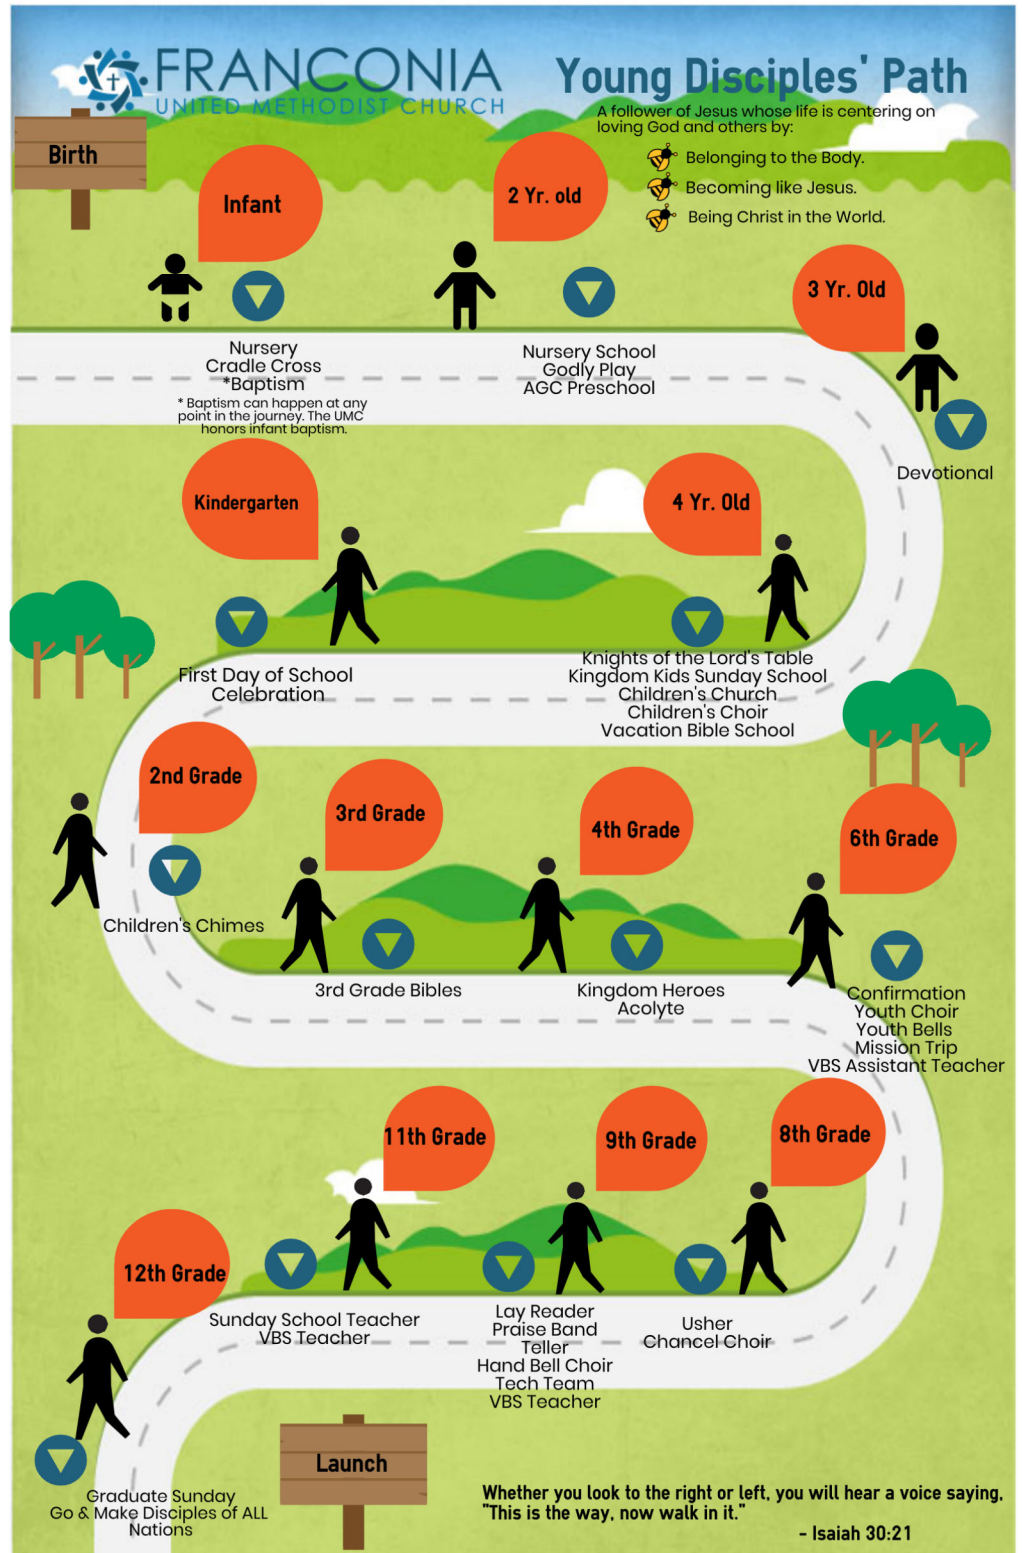 FRANCONIA
UNITED METHODIST CHURCH
Young Disciples' Path
A follower of Jesus whose life is centering on
loving God and others by:
Belonging to the Body.
Becoming like Jesus.
Being Christ in the World.
Birth
Infant
Nursery
Cradle Cross
*Baptism
* Baptism can happen at any
point in the journey. The UMC
honors infant baptism.
2 Yr. old
Nursery School
Godly Play
AGC Preschool
3 Yr. Old
Devotional
4 Yr. Old
Knights of the Lord's Table
Kingdom Kids Sunday School
Children's Church
Children's Choir
Vacation Bible School
Kindergarten
First Day of School
Celebration
2nd Grade
Children's Chimes
3rd Grade
3rd Grade Bibles
4th Grade
Kingdom Heroes
Acolyte
6th Grade
Confirmation
Youth Choir
Youth Bells
Mission Trip
VBS Assistant Teacher
8th Grade
Usher
Chancel Choir
9th Grade
Lay Reader
Praise Band
Teller
Hand Bell Choir
Tech Team
VBS Teacher
11th Grade
Sunday School Teacher
VBS Teacher
12th Grade
Graduate Sunday
Go & Make Disciples of ALL
Nations
Launch
Whether you look to the right or left, you will hear a voice saying,
"This is the way, now walk in it."
- Isaiah 30:21